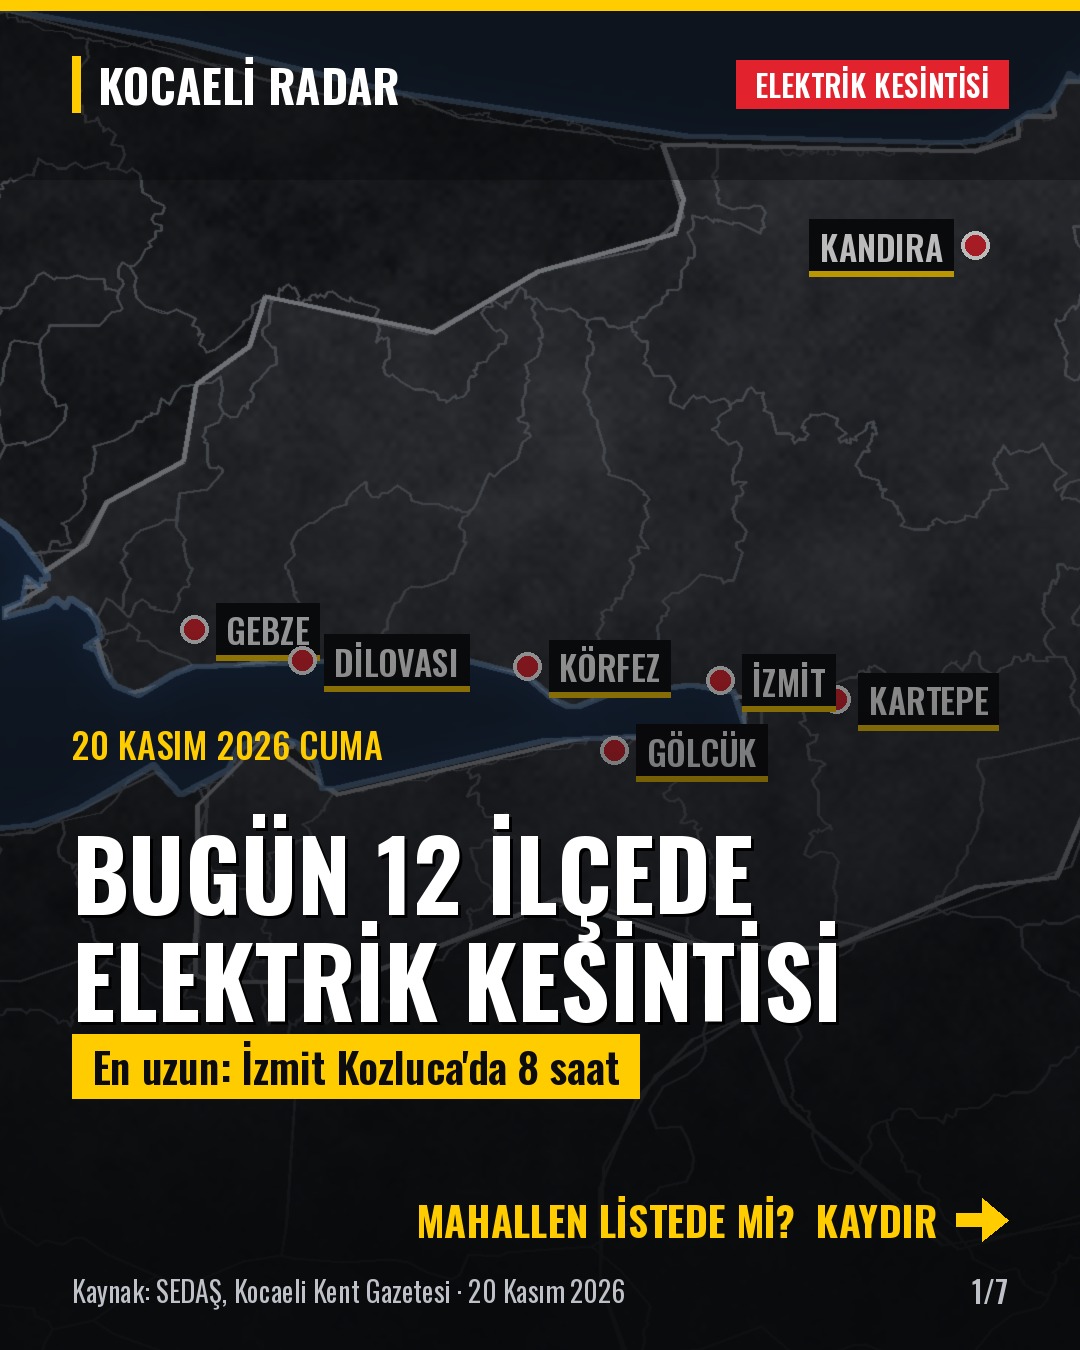 KOCAELİ RADAR
ELEKTRİK KESİNTİSİ
KANDIRA
GEBZE
DİLOVASI
KÖRFEZ
İZMİT
KARTEPE
GÖLCÜK
20 KASIM 2026 CUMA
BUGÜN 12 İLÇEDE
ELEKTRİK KESİNTİSİ
En uzun: İzmit Kozluca'da 8 saat
MAHALLEN LİSTEDE Mİ? KAYDIR
Kaynak: SEDAŞ, Kocaeli Kent Gazetesi · 20 Kasım 2026
1/7